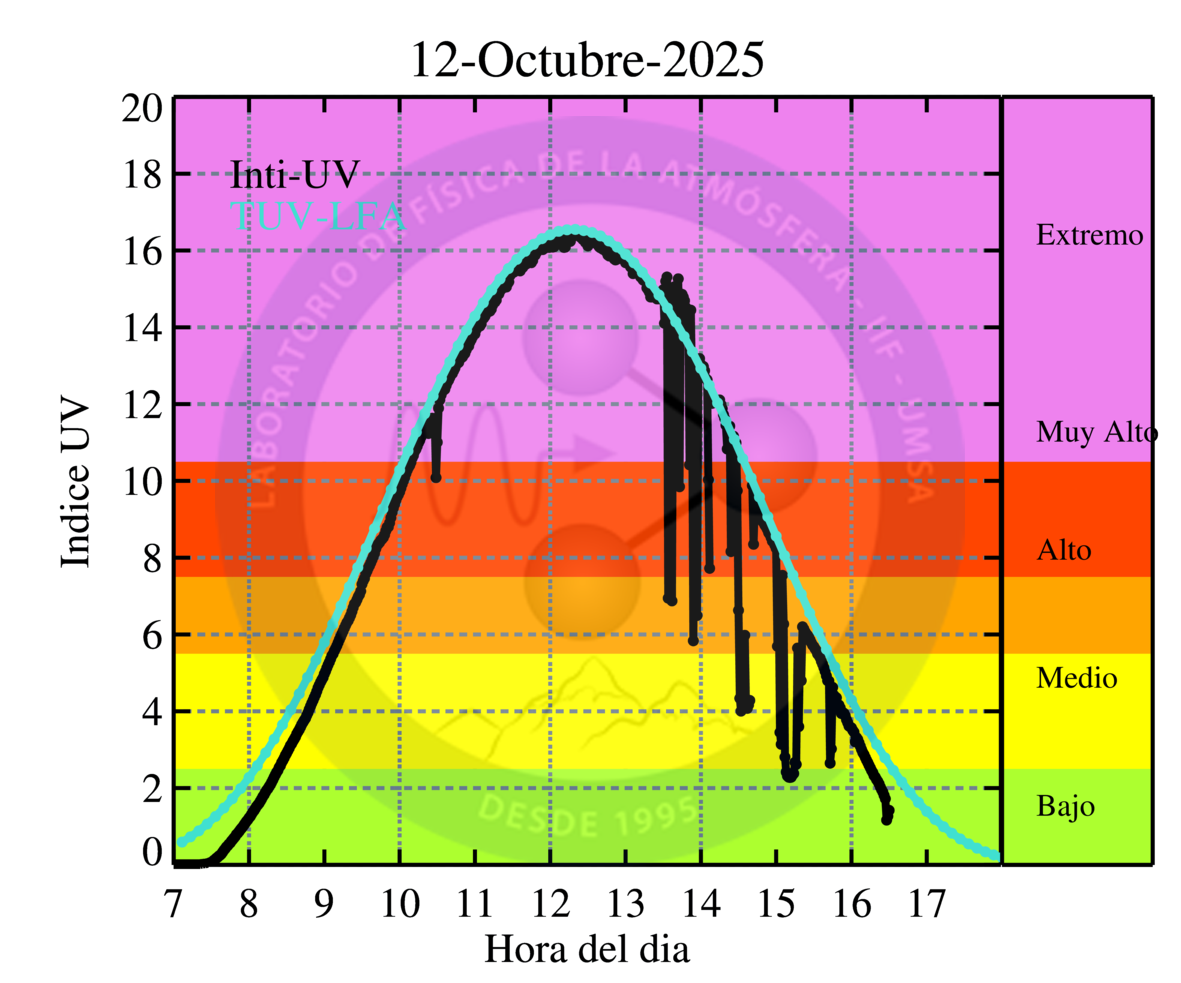 12-Octubre-2025
20
18
16
14
12
10
8
6
4
2
0
Indice UV
Inti-UV
TUV-LFA
LABORATORIO DE FÍSICA DE LA ATMÓSFERA - IIF - UMSA
DESDE 1995
Extremo
Muy Alto
Alto
Medio
Bajo
7 8 9 10 11 12 13 14 15 16 17
Hora del dia